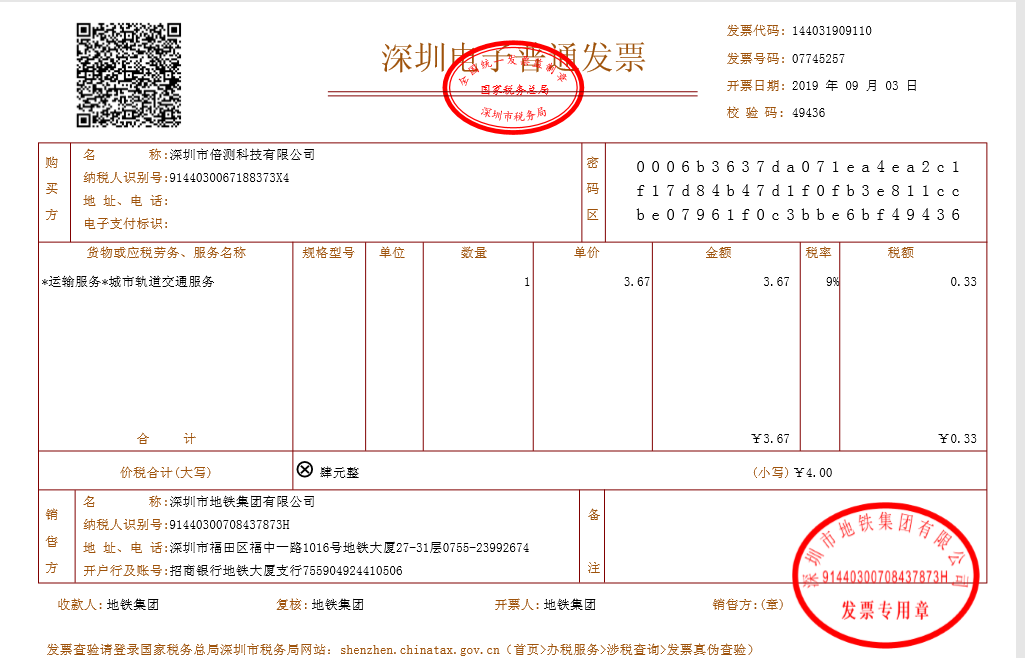 深圳电子普通发票
全国统一发票监制章
国家税务总局
深圳市税务局
发票代码: 144031909110
发票号码: 07745257
开票日期: 2019 年 09 月 03 日
校 验 码: 49436
购买方
名 称:深圳市倍测科技有限公司
纳税人识别号:9144030067188373X4
地 址、电 话:
电子支付标识:
密码区
0006b3637da071ea4ea2c1
f17d84b47d1f0fb3e811cc
be07961f0c3bbe6bf49436
货物或应税劳务、服务名称 规格型号 单位 数量 单价 金额 税率 税额
*运输服务*城市轨道交通服务 1 3.67 3.67 9% 0.33
合 计 ￥3.67 ￥0.33
价税合计(大写) ⊗ 肆元整 (小写)￥4.00
销售方
名 称:深圳市地铁集团有限公司
纳税人识别号:91440300708437873H
地 址、电 话:深圳市福田区福中一路1016号地铁大厦27-31层0755-23992674
开户行及账号:招商银行地铁大厦支行755904924410506
备注
深圳市地铁集团有限公司
91440300708437873H
发票专用章
收款人:地铁集团 复核:地铁集团 开票人:地铁集团 销售方:(章)
发票查验请登录国家税务总局深圳市税务局网站: shenzhen.chinatax.gov.cn（首页>办税服务>涉税查询>发票真伪查验）